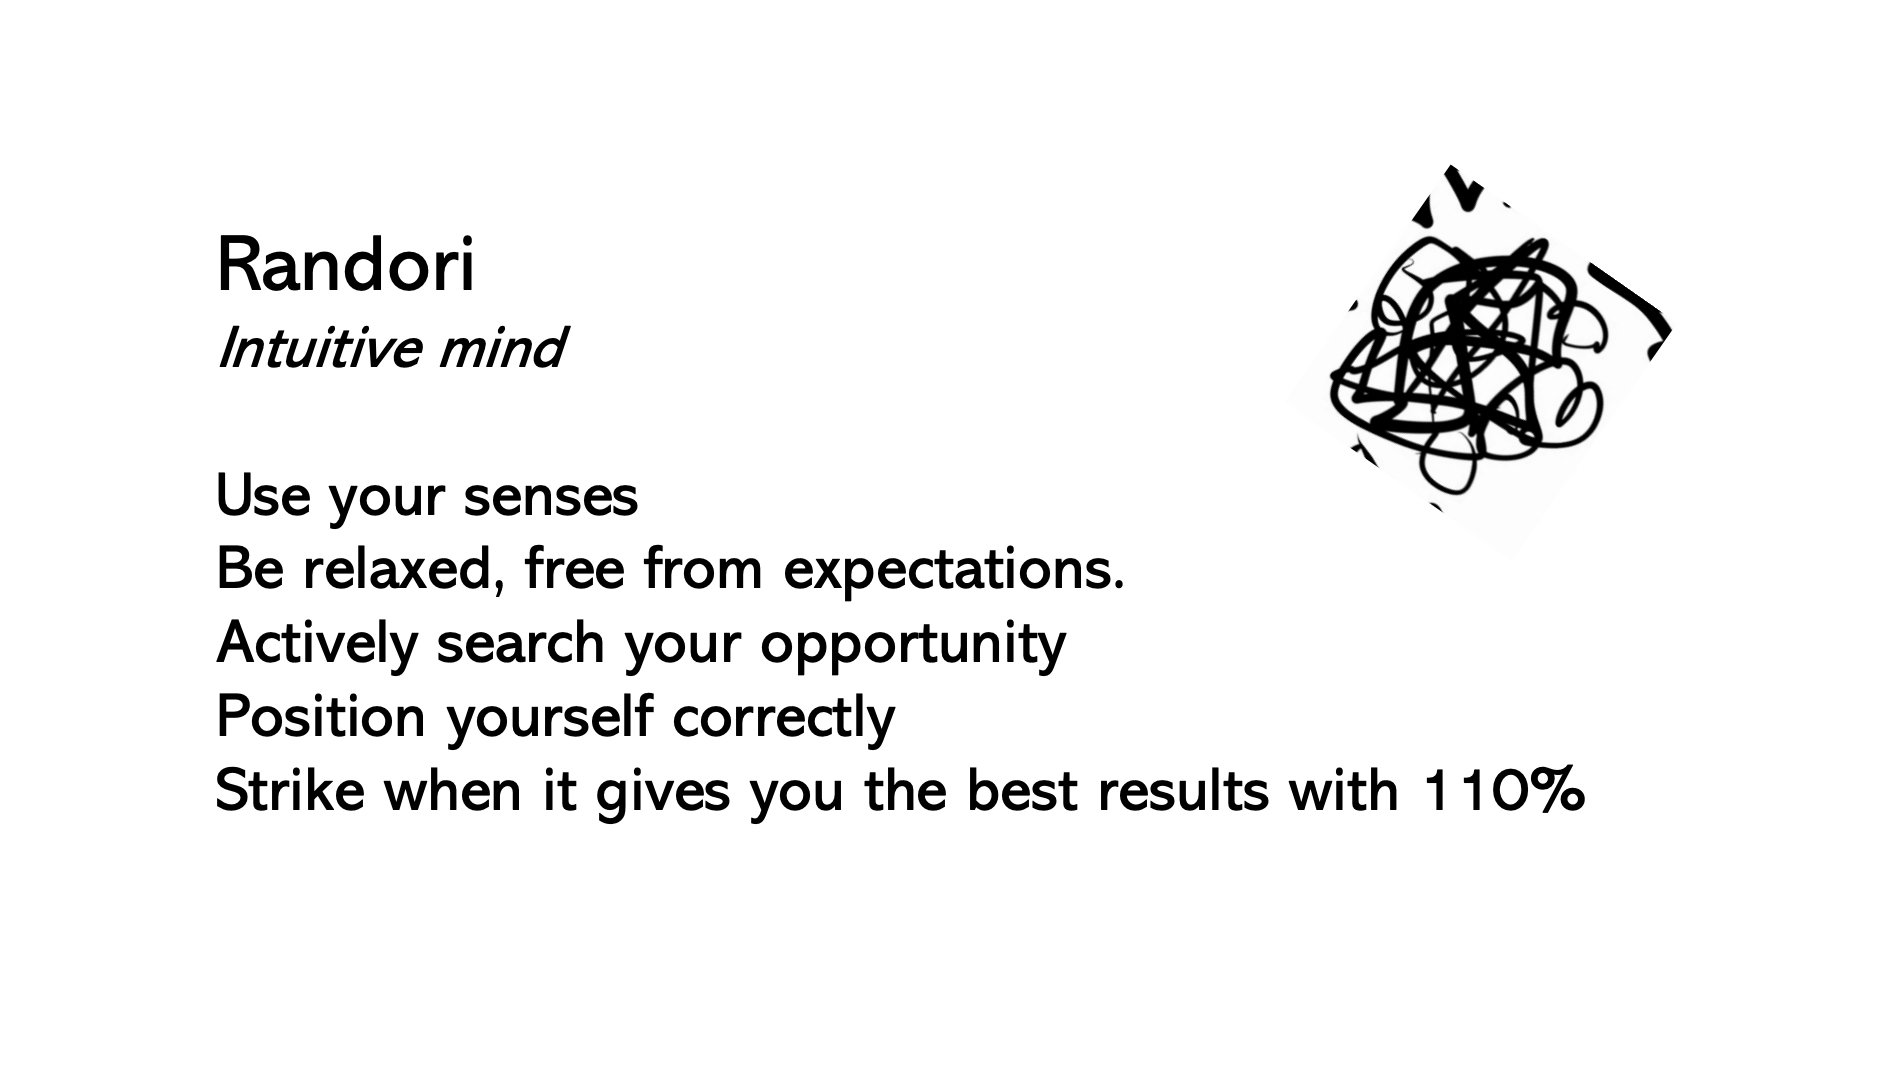 Randori
Intuitive mind
Use your senses
Be relaxed, free from expectations.
Actively search your opportunity
Position yourself correctly
Strike when it gives you the best results with 110%